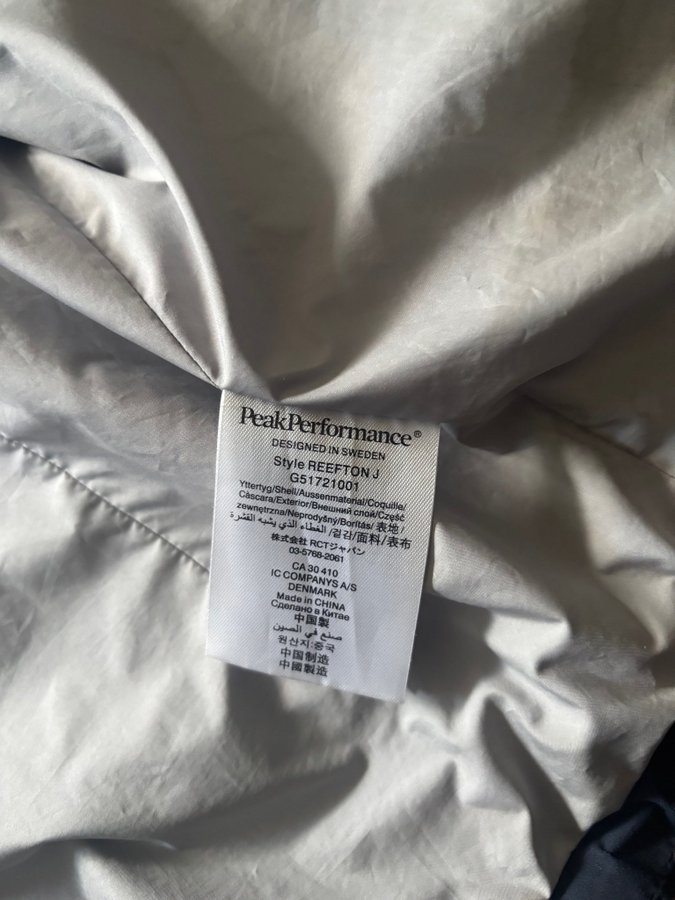 PeakPerformance®
DESIGNED IN SWEDEN
Style REEFTON J
G51721001
Yttertyg/Shell/Aussenmaterial/Coquille/
Cáscara/Exterior/Внешний слой/Część
zewnętrzna/Neprodyšný/Borítás/表地/
겉감/面料/表布/الغطاء الذي يشبه القشرة
株式会社 RCTジャパン
03-5768-2061
CA 30 410
IC COMPANYS A/S
DENMARK
Made in CHINA
Сделано в Китае
中国製
صنع في الصين
원산지:중국
中国制造
中國製造